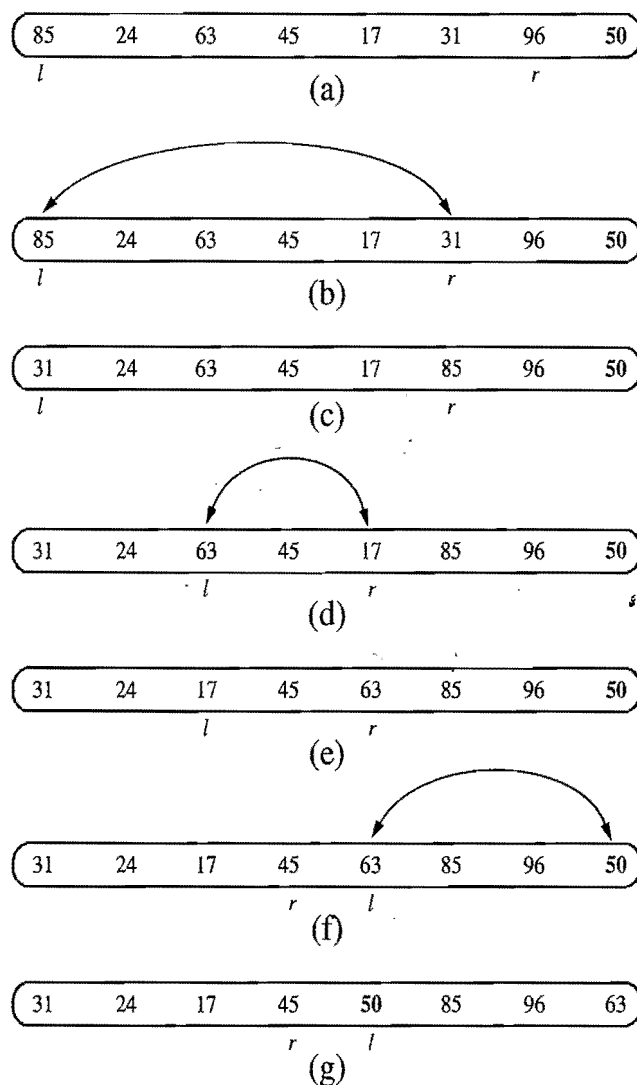 85 24 63 45 17 31 96 50
l r
(a)
85 24 63 45 17 31 96 50
l r
(b)
31 24 63 45 17 85 96 50
l r
(c)
31 24 63 45 17 85 96 50
l r
(d)
31 24 17 45 63 85 96 50
l r
(e)
31 24 17 45 63 85 96 50
r l
(f)
31 24 17 45 50 85 96 63
r l
(g)